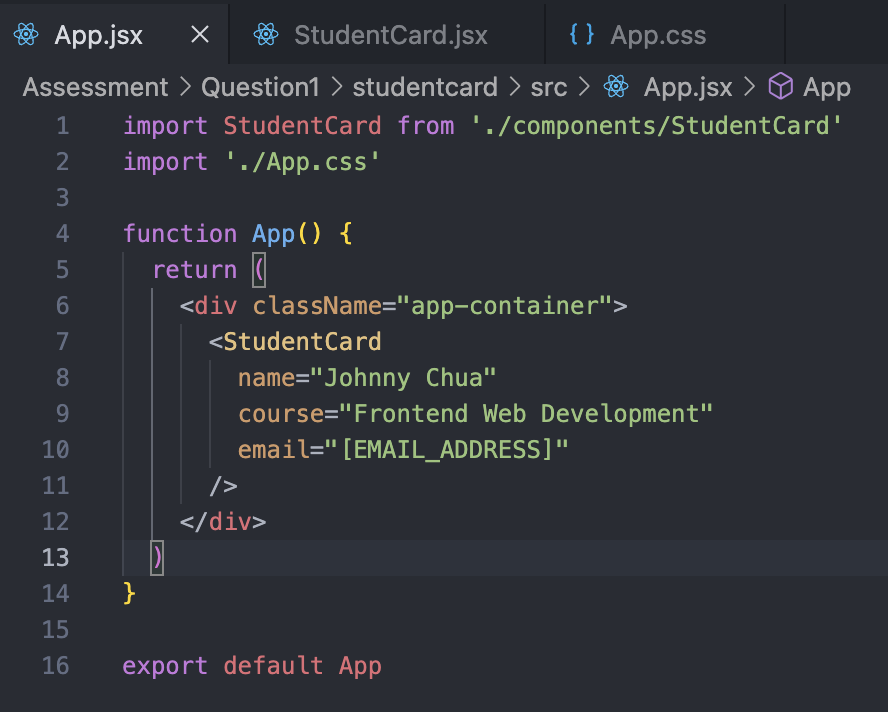 App.jsx × StudentCard.jsx {} App.css
Assessment > Question1 > studentcard > src > App.jsx > App
1 import StudentCard from './components/StudentCard'
2 import './App.css'
3
4 function App() {
5   return (
6     <div className="app-container">
7       <StudentCard
8         name="Johnny Chua"
9         course="Frontend Web Development"
10         email="[EMAIL_ADDRESS]"
11       />
12     </div>
13   )
14 }
15
16 export default App